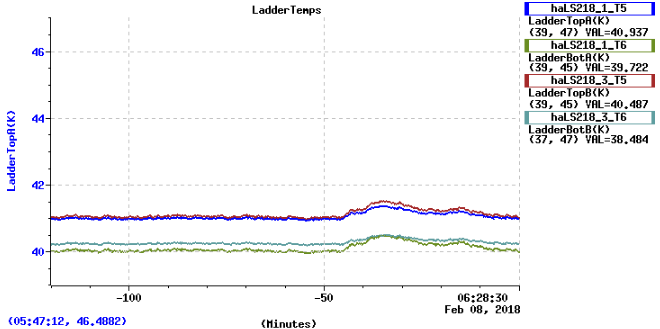 LadderTemps
haLS218_1_T5
LadderTopA(K)
(39, 47) VAL=40.937
haLS218_1_T6
LadderBotA(K)
(39, 45) VAL=39.722
haLS218_3_T5
LadderTopB(K)
(39, 45) VAL=40.487
haLS218_3_T6
LadderBotB(K)
(37, 47) VAL=38.484
LadderTopA(K)
46
44
42
40
-100
-50
06:28:30
Feb 08, 2018
(Minutes)
(05:47:12, 46.4882)